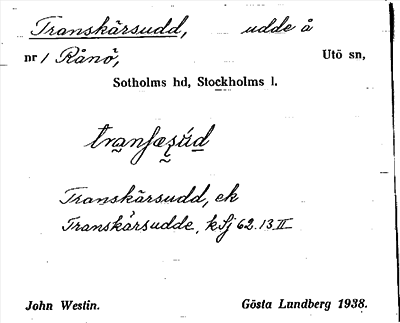 Transkärsudd, udde å
nr 1 Rånö, Utö sn,
Sotholms hd, Stockholms l.
Transkärsudd, ek
Transkärsudde, kSj 62.13 II
John Westin. Gösta Lundberg 1938.